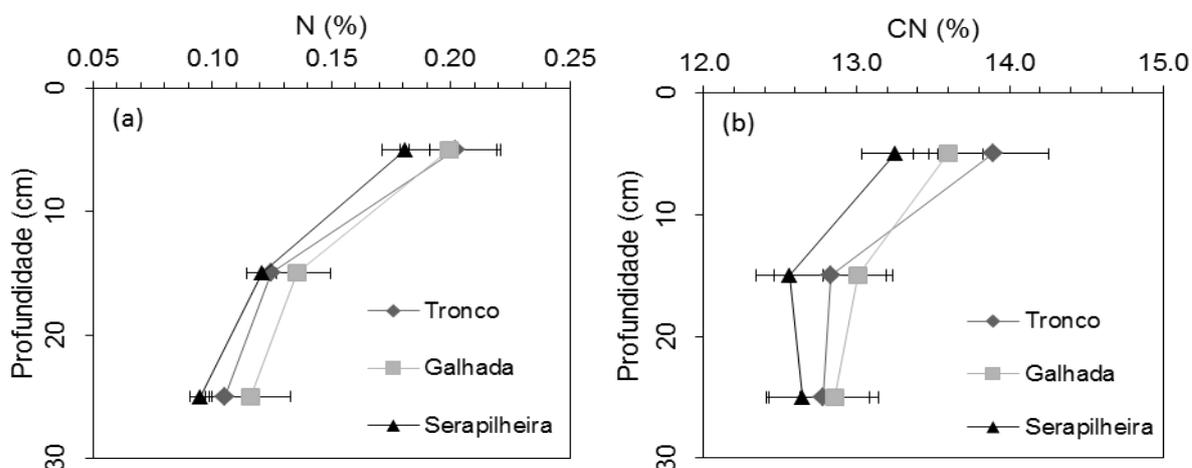 N (%)
0.05 0.10 0.15 0.20 0.25
(a)
Profundidade (cm)
0
10
20
30
Tronco
Galhada
Serapilheira
CN (%)
12.0 13.0 14.0 15.0
(b)
Profundidade (cm)
0
10
20
30
Tronco
Galhada
Serapilheira